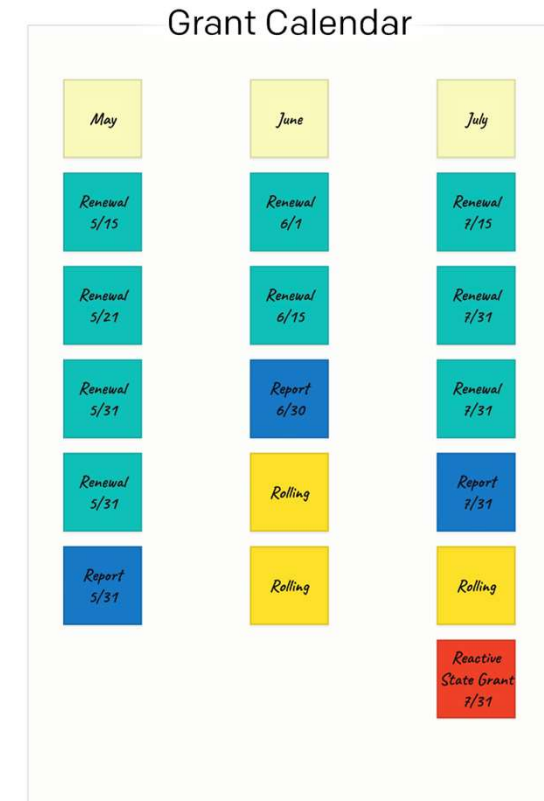 Grant Calendar
May
Renewal
5/15
Renewal
5/21
Renewal
5/31
Renewal
5/31
Report
5/31
June
Renewal
6/1
Renewal
6/15
Report
6/30
Rolling
Rolling
July
Renewal
7/15
Renewal
7/31
Renewal
7/31
Report
7/31
Rolling
Reactive
State Grant
7/31